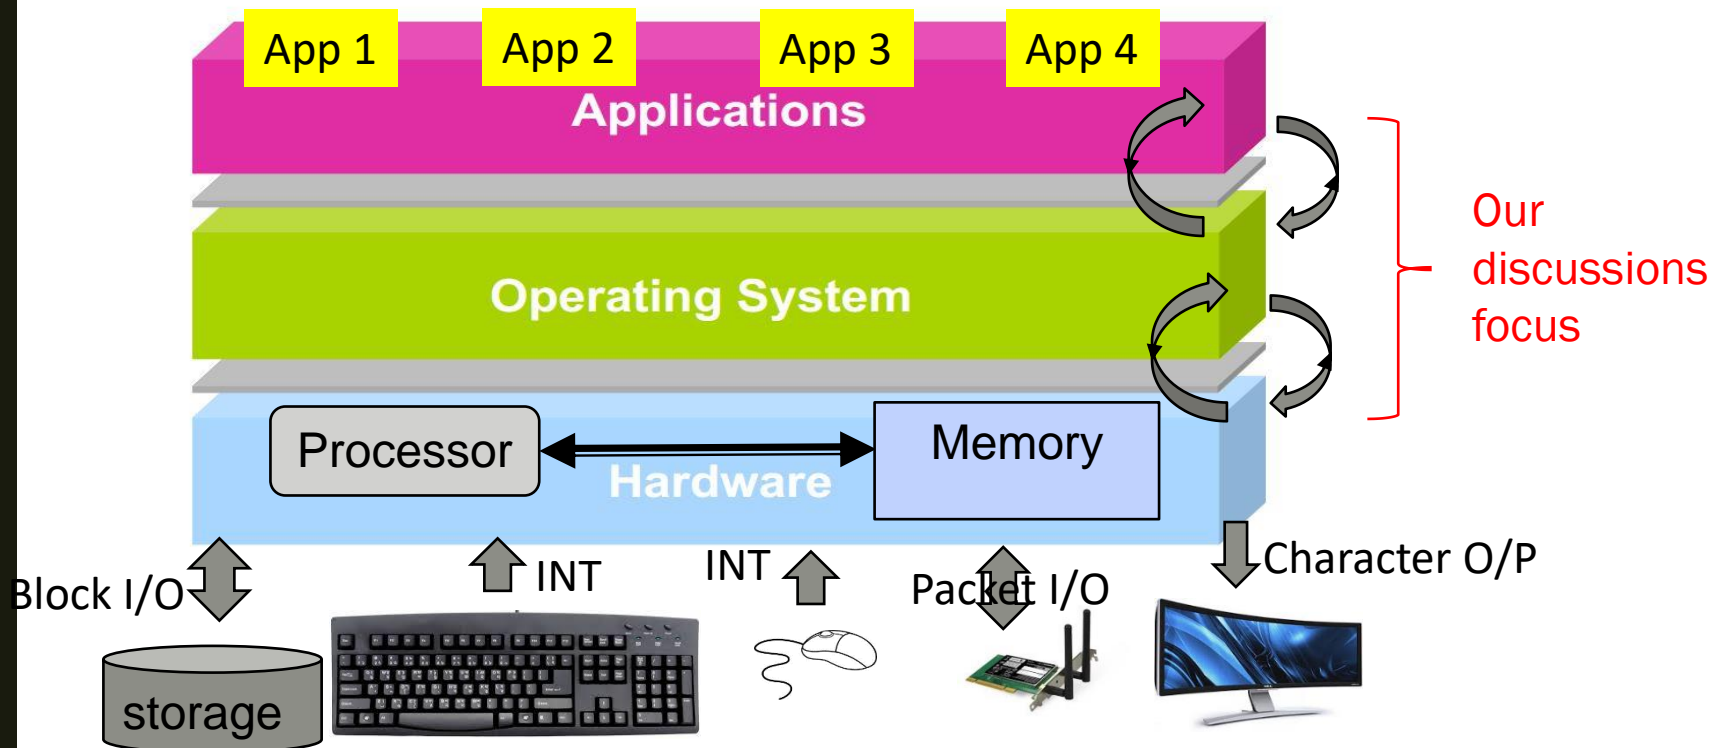 App 1
App 2
App 3
App 4
Applications
Our
discussions
focus
Operating System
Processor
Memory
Hardware
Block I/O
INT
INT
Packet I/O
Character O/P
storage